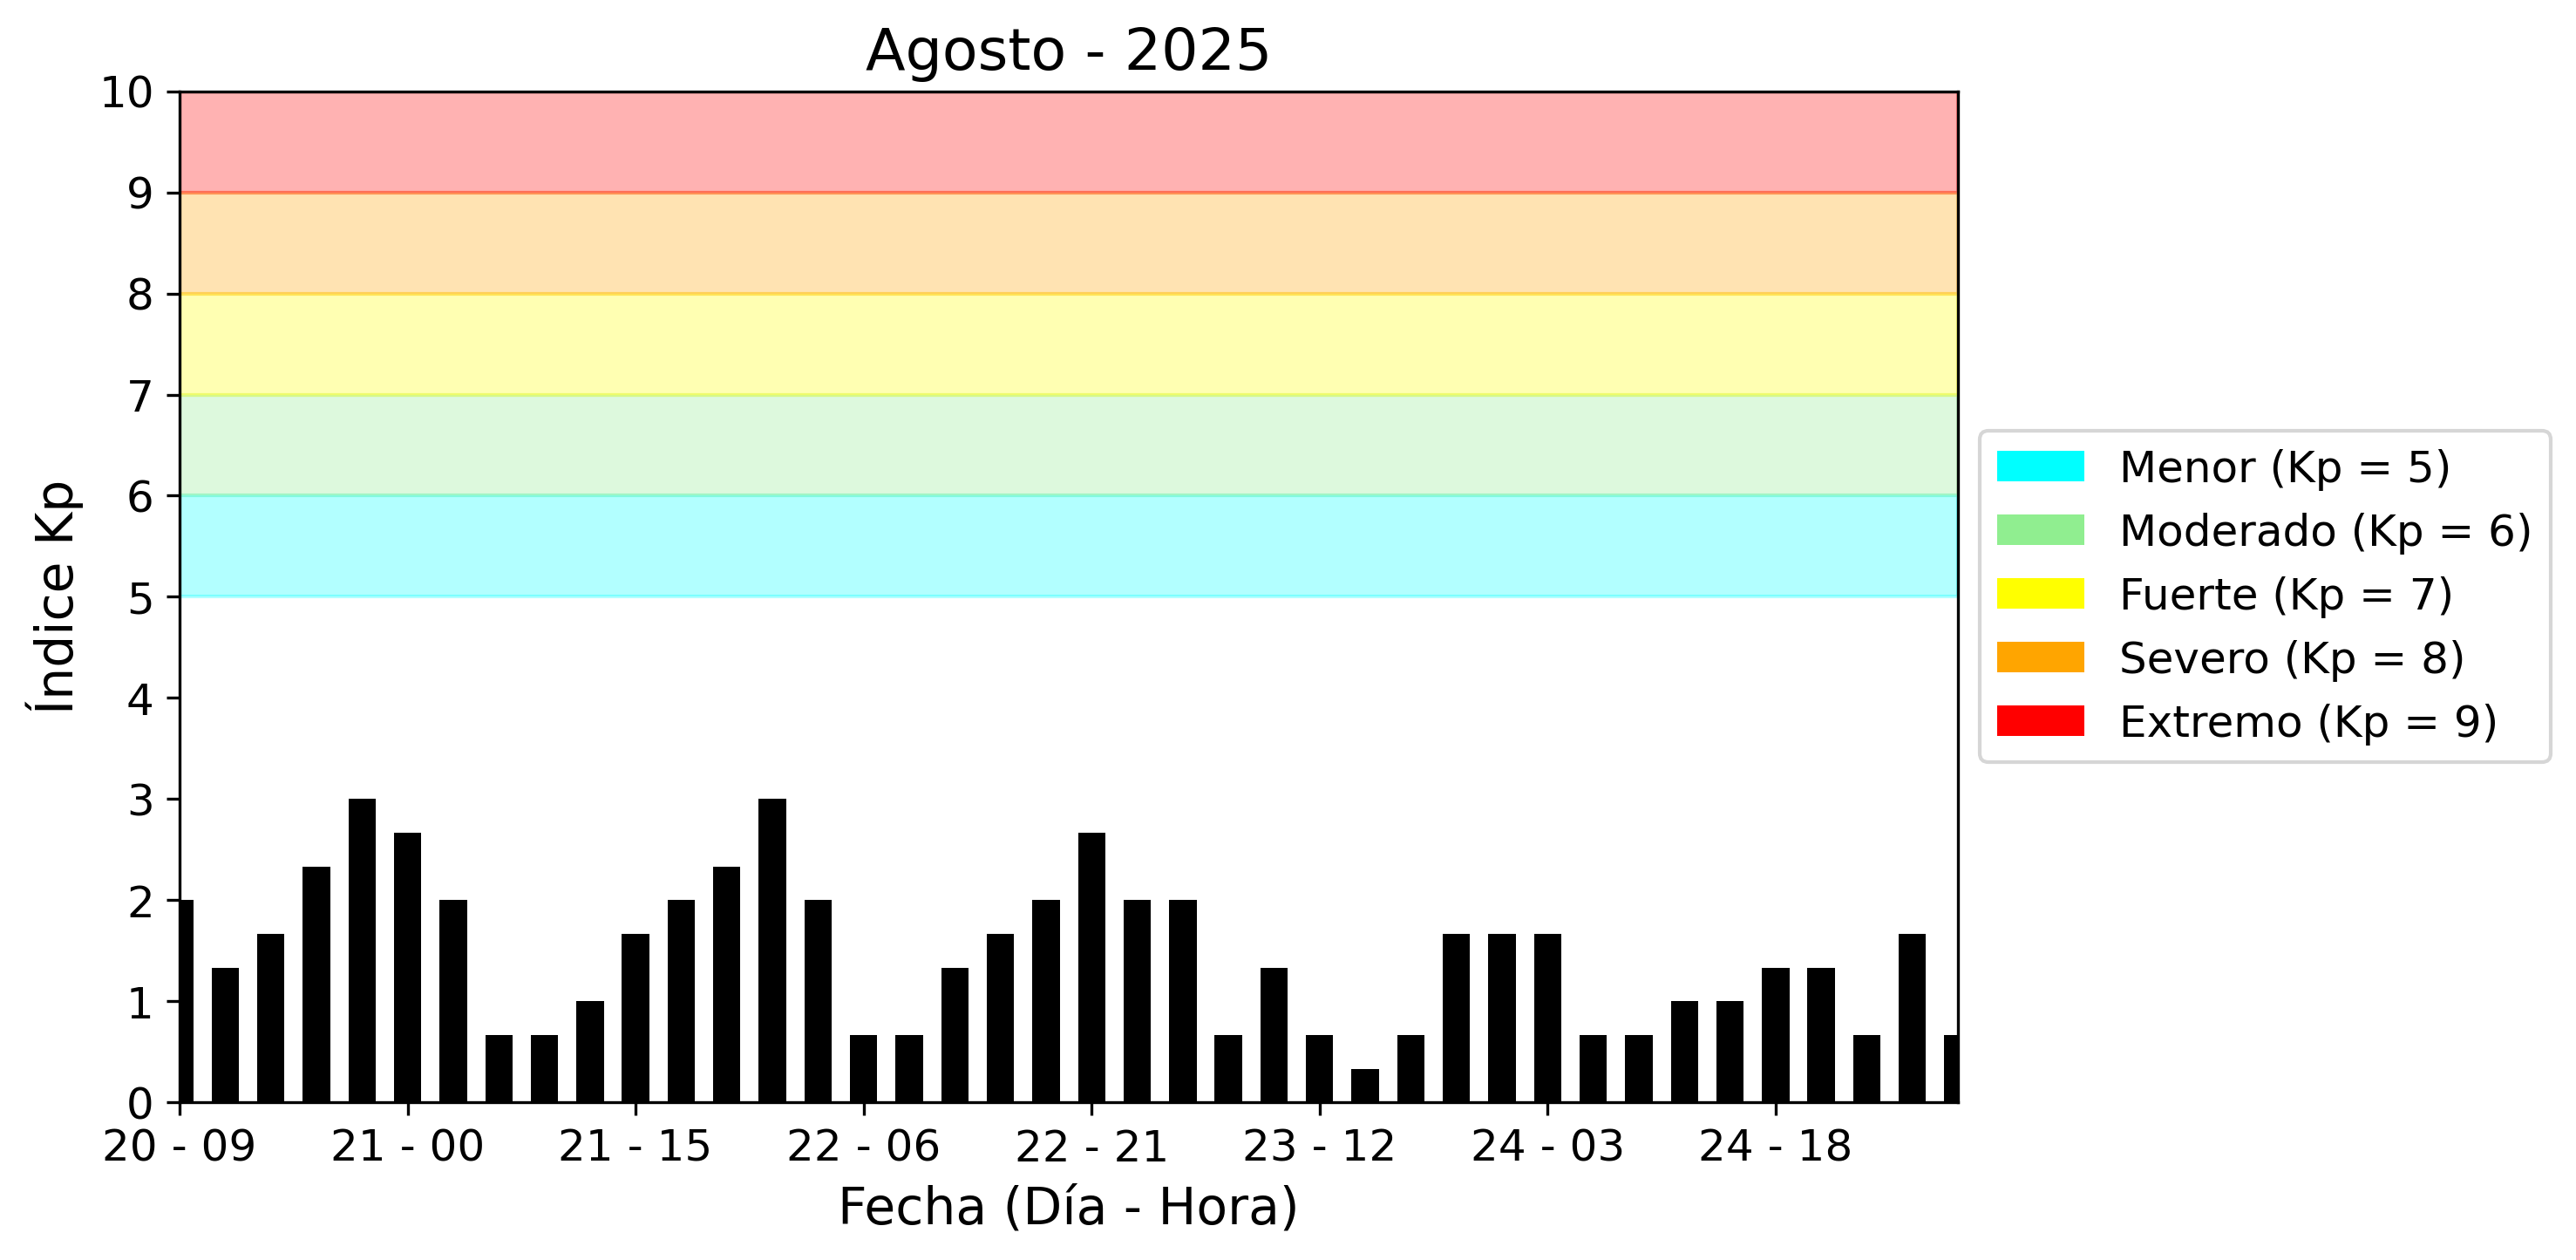 Agosto - 2025
Índice Kp
10
9
8
7
6
5
4
3
2
1
0
20 - 09
21 - 00
21 - 15
22 - 06
22 - 21
23 - 12
24 - 03
24 - 18
Fecha (Día - Hora)
Menor (Kp = 5)
Moderado (Kp = 6)
Fuerte (Kp = 7)
Severo (Kp = 8)
Extremo (Kp = 9)